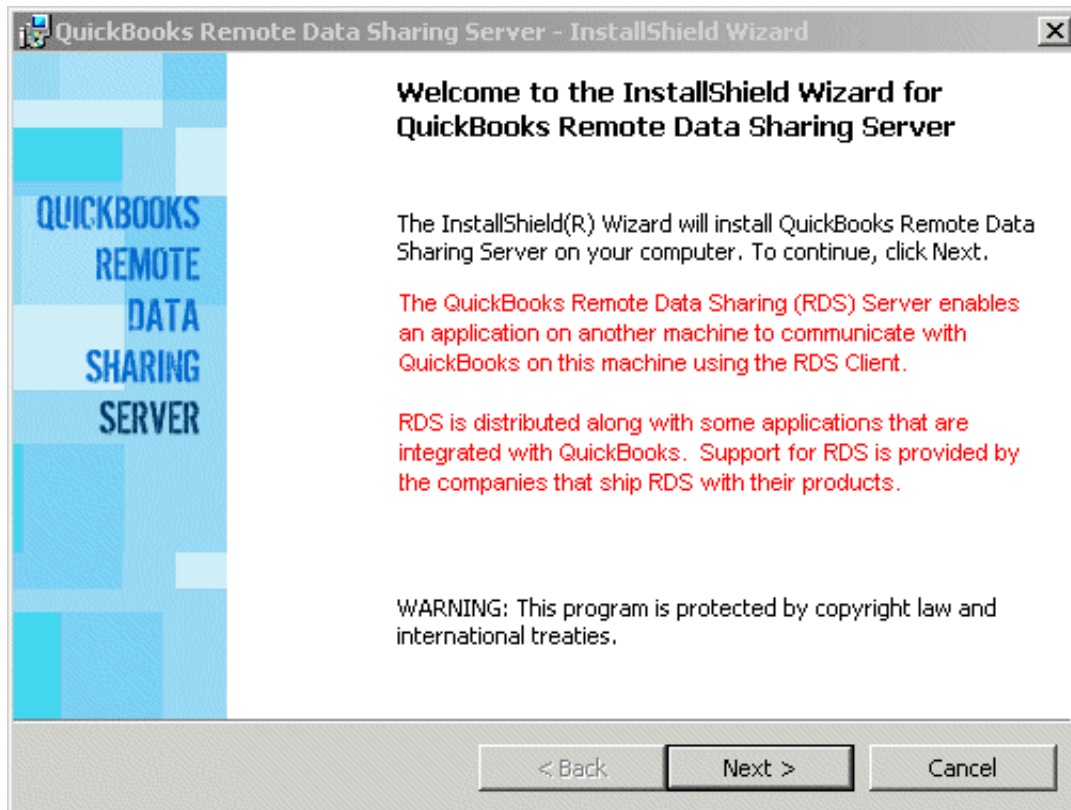 QuickBooks Remote Data Sharing Server - InstallShield Wizard
Welcome to the InstallShield Wizard for
QuickBooks Remote Data Sharing Server
QUICKBOOKS
REMOTE
DATA
SHARING
SERVER
The InstallShield(R) Wizard will install QuickBooks Remote Data
Sharing Server on your computer. To continue, click Next.
The QuickBooks Remote Data Sharing (RDS) Server enables
an application on another machine to communicate with
QuickBooks on this machine using the RDS Client.
RDS is distributed along with some applications that are
integrated with QuickBooks.  Support for RDS is provided by
the companies that ship RDS with their products.
WARNING: This program is protected by copyright law and
international treaties.
< Back
Next >
Cancel